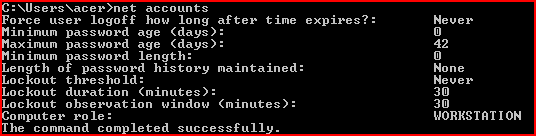 C:\Users\acer>net accounts
Force user logoff how long after time expires?: Never
Minimum password age (days): 0
Maximum password age (days): 42
Minimum password length: 0
Length of password history maintained: None
Lockout threshold: Never
Lockout duration (minutes): 30
Lockout observation window (minutes): 30
Computer role: WORKSTATION
The command completed successfully.